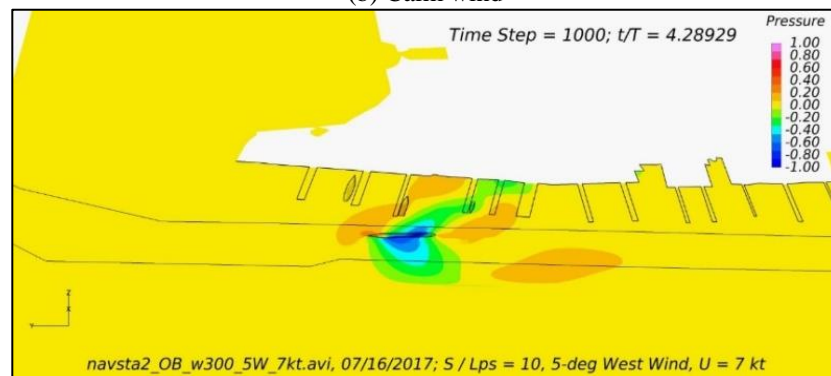 (b) Calm wind
Time Step = 1000; t/T = 4.28929
Pressure
1.00
0.80
0.60
0.40
0.20
0.00
-0.20
-0.40
-0.60
-0.80
-1.00
Z
X
Y
navsta2_OB_w300_5W_7kt.avi, 07/16/2017; S / Lps = 10, 5-deg West Wind, U = 7 kt